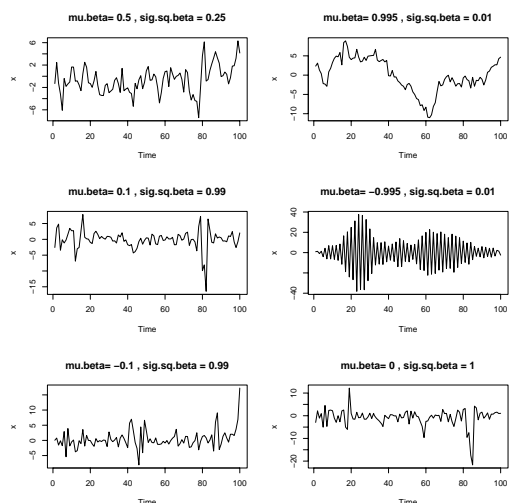 mu.beta= 0.5 , sig.sq.beta = 0.25
x
6
2
−2
−6
0 20 40 60 80 100
Time
mu.beta= 0.995 , sig.sq.beta = 0.01
x
5
0
−5
−10
0 20 40 60 80 100
Time
mu.beta= 0.1 , sig.sq.beta = 0.99
x
5
0
−5
−15
0 20 40 60 80 100
Time
mu.beta= −0.995 , sig.sq.beta = 0.01
x
40
20
0
−40
0 20 40 60 80 100
Time
mu.beta= −0.1 , sig.sq.beta = 0.99
x
10
5
0
−5
0 20 40 60 80 100
Time
mu.beta= 0 , sig.sq.beta = 1
x
10
0
−10
−20
0 20 40 60 80 100
Time